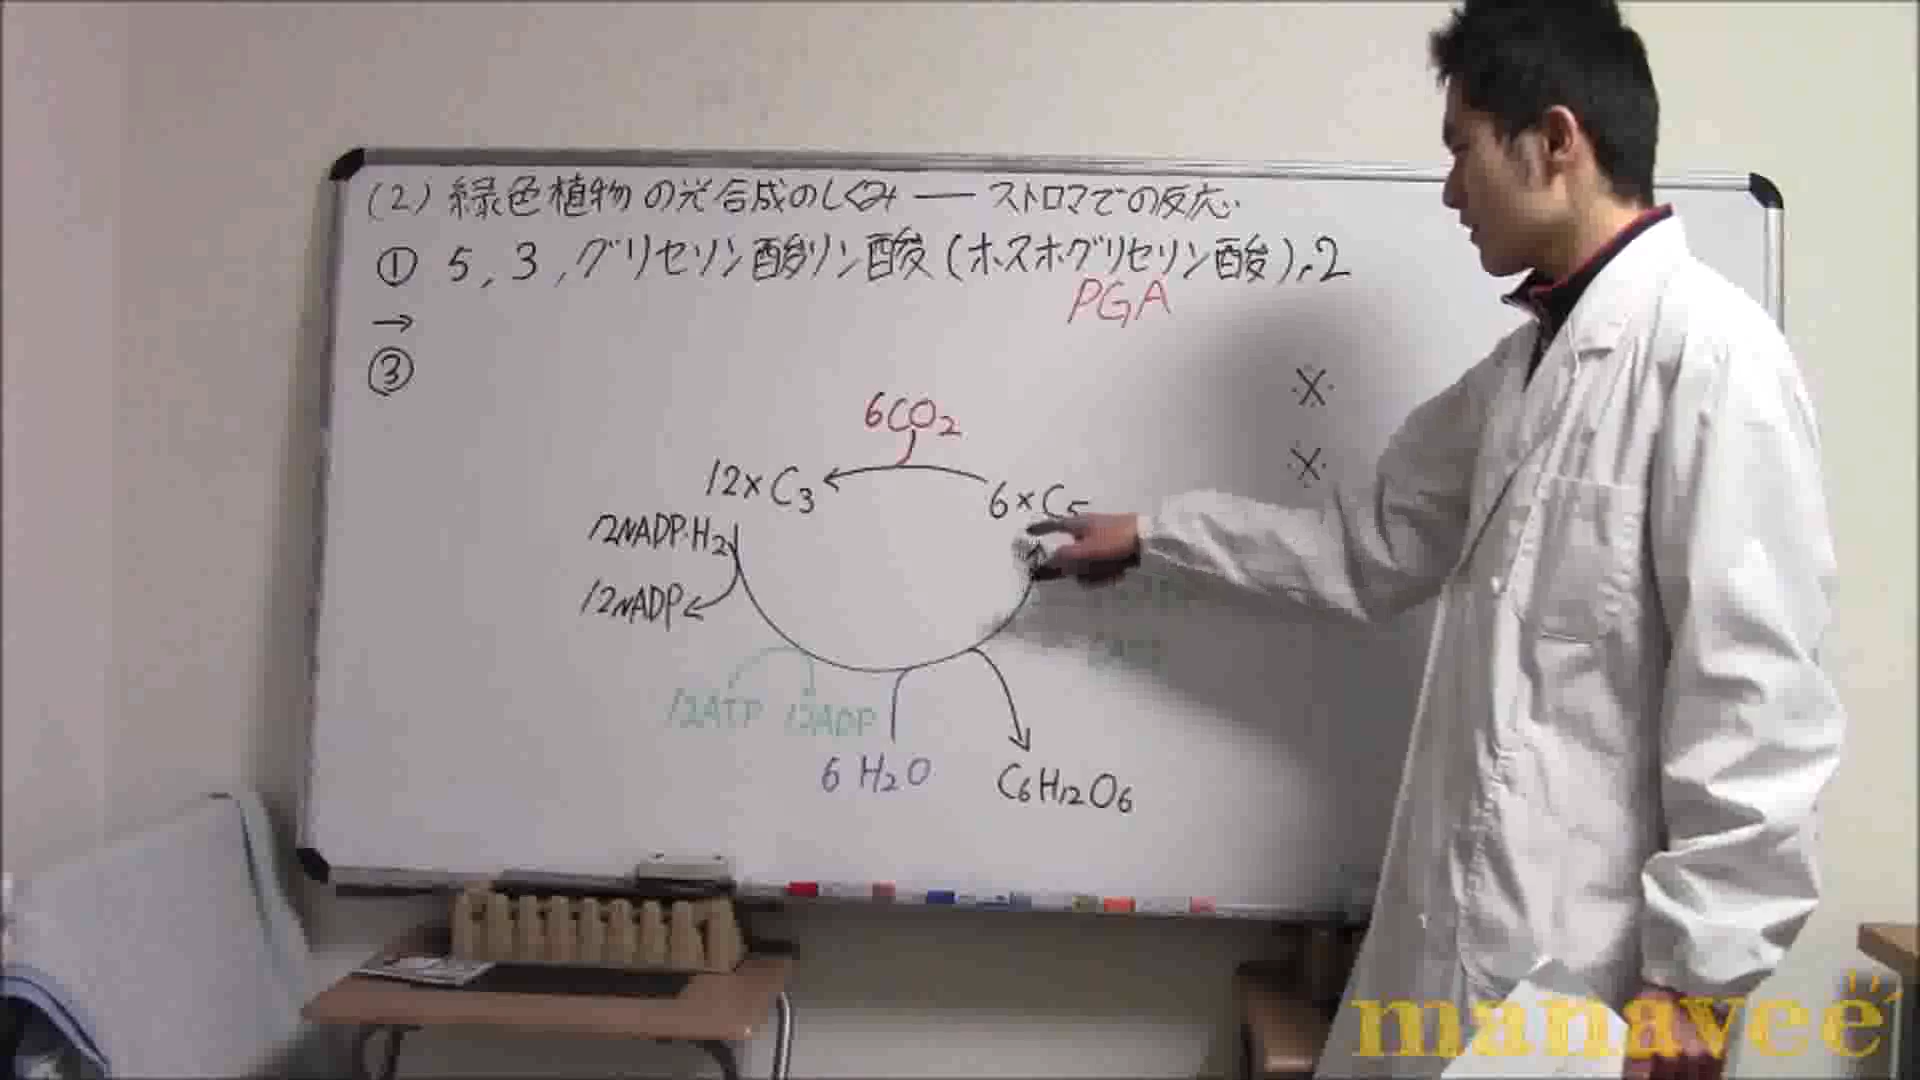 (2) 緑色植物の光合成のしくみ — ストロマでの反応
① 5, 3, グリセリン酸リン酸(ホスホグリセリン酸), 2
PGA
→
③
※
※
6CO₂
12×C₃
6×C₅
12NADP・H₂
12NADP
12ATP 12ADP
6H₂O
C₆H₁₂O₆
manavee